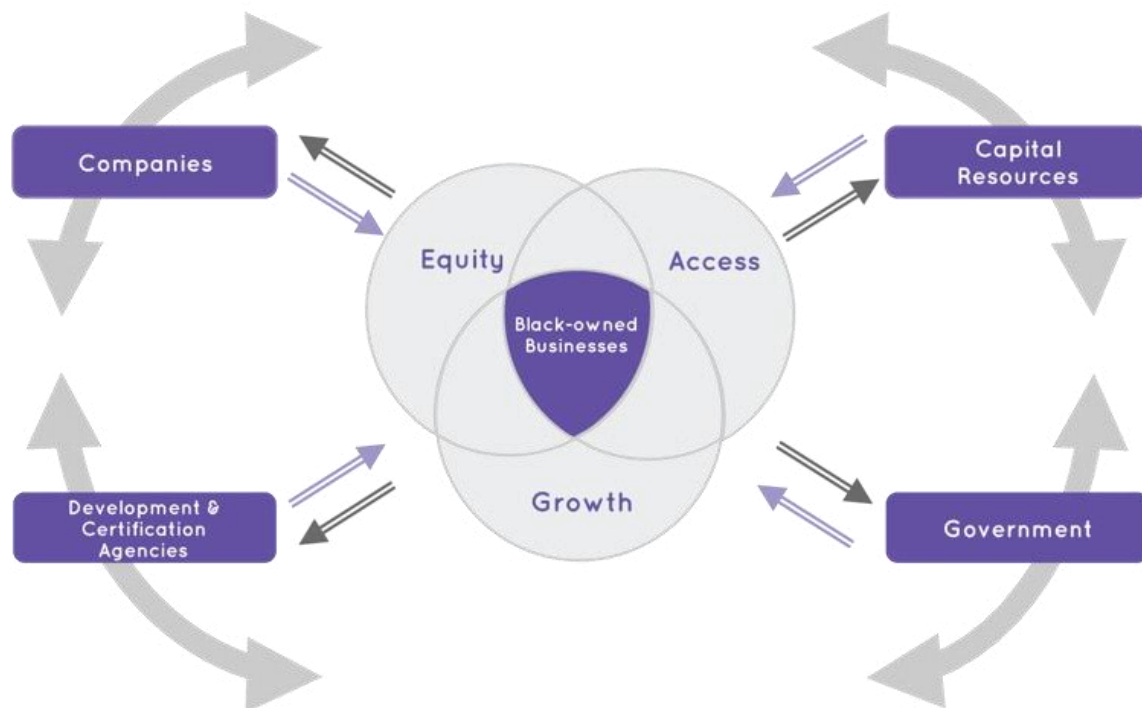 Companies
Capital
Resources
Equity
Access
Black-owned
Businesses
Growth
Development &
Certification
Agencies
Government